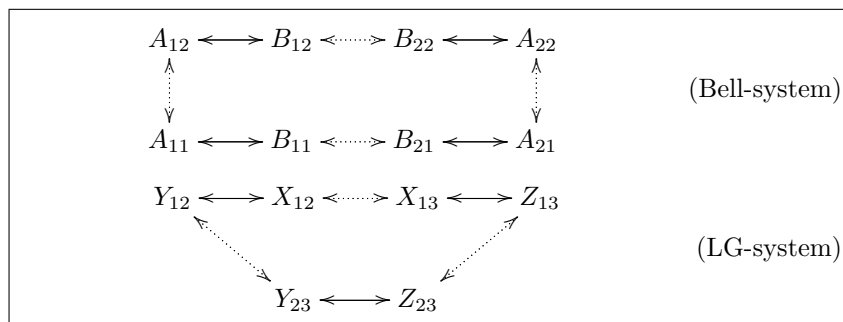 A₁₂ B₁₂ B₂₂ A₂₂
(Bell-system)
A₁₁ B₁₁ B₂₁ A₂₁
Y₁₂ X₁₂ X₁₃ Z₁₃
(LG-system)
Y₂₃ Z₂₃